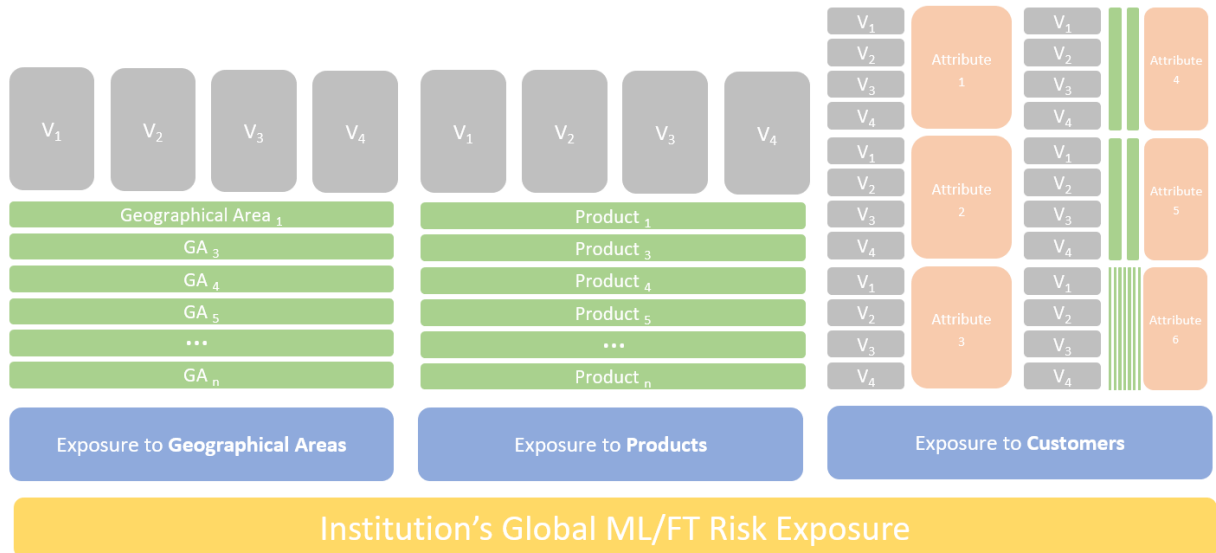 V1
V2
V3
V4
Geographical Area 1
GA 3
GA 4
GA 5
...
GA n
Exposure to Geographical Areas
V1
V2
V3
V4
Product 1
Product 3
Product 4
Product 5
...
Product n
Exposure to Products
V1
V2
V3
V4
Attribute
1
V1
V2
V3
V4
Attribute
4
V1
V2
V3
V4
Attribute
2
V1
V2
V3
V4
Attribute
5
V1
V2
V3
V4
Attribute
3
V1
V2
V3
V4
Attribute
6
Exposure to Customers
Institution's Global ML/FT Risk Exposure